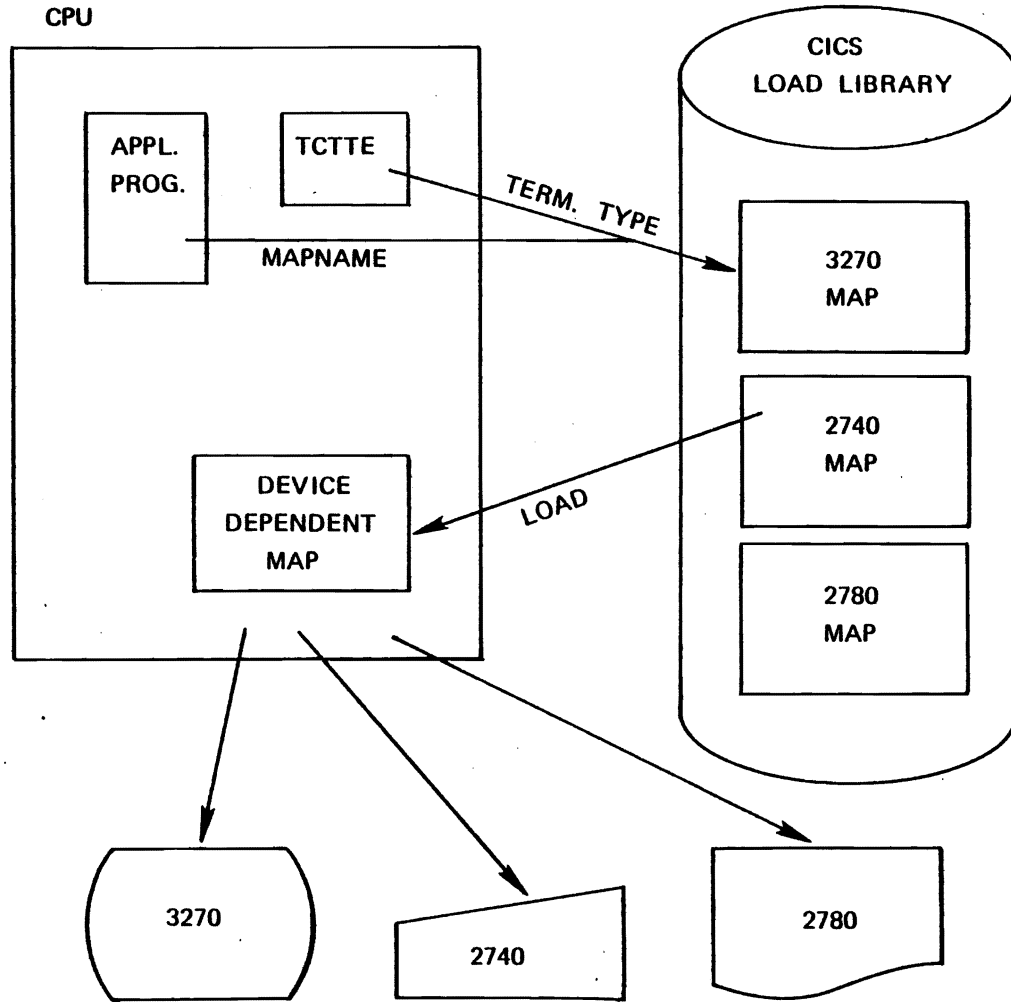 CPU
CICS
LOAD LIBRARY
APPL.
PROG.
TCTTE
TERM. TYPE
MAPNAME
3270
MAP
2740
MAP
DEVICE
DEPENDENT
MAP
LOAD
2780
MAP
3270
2740
2780